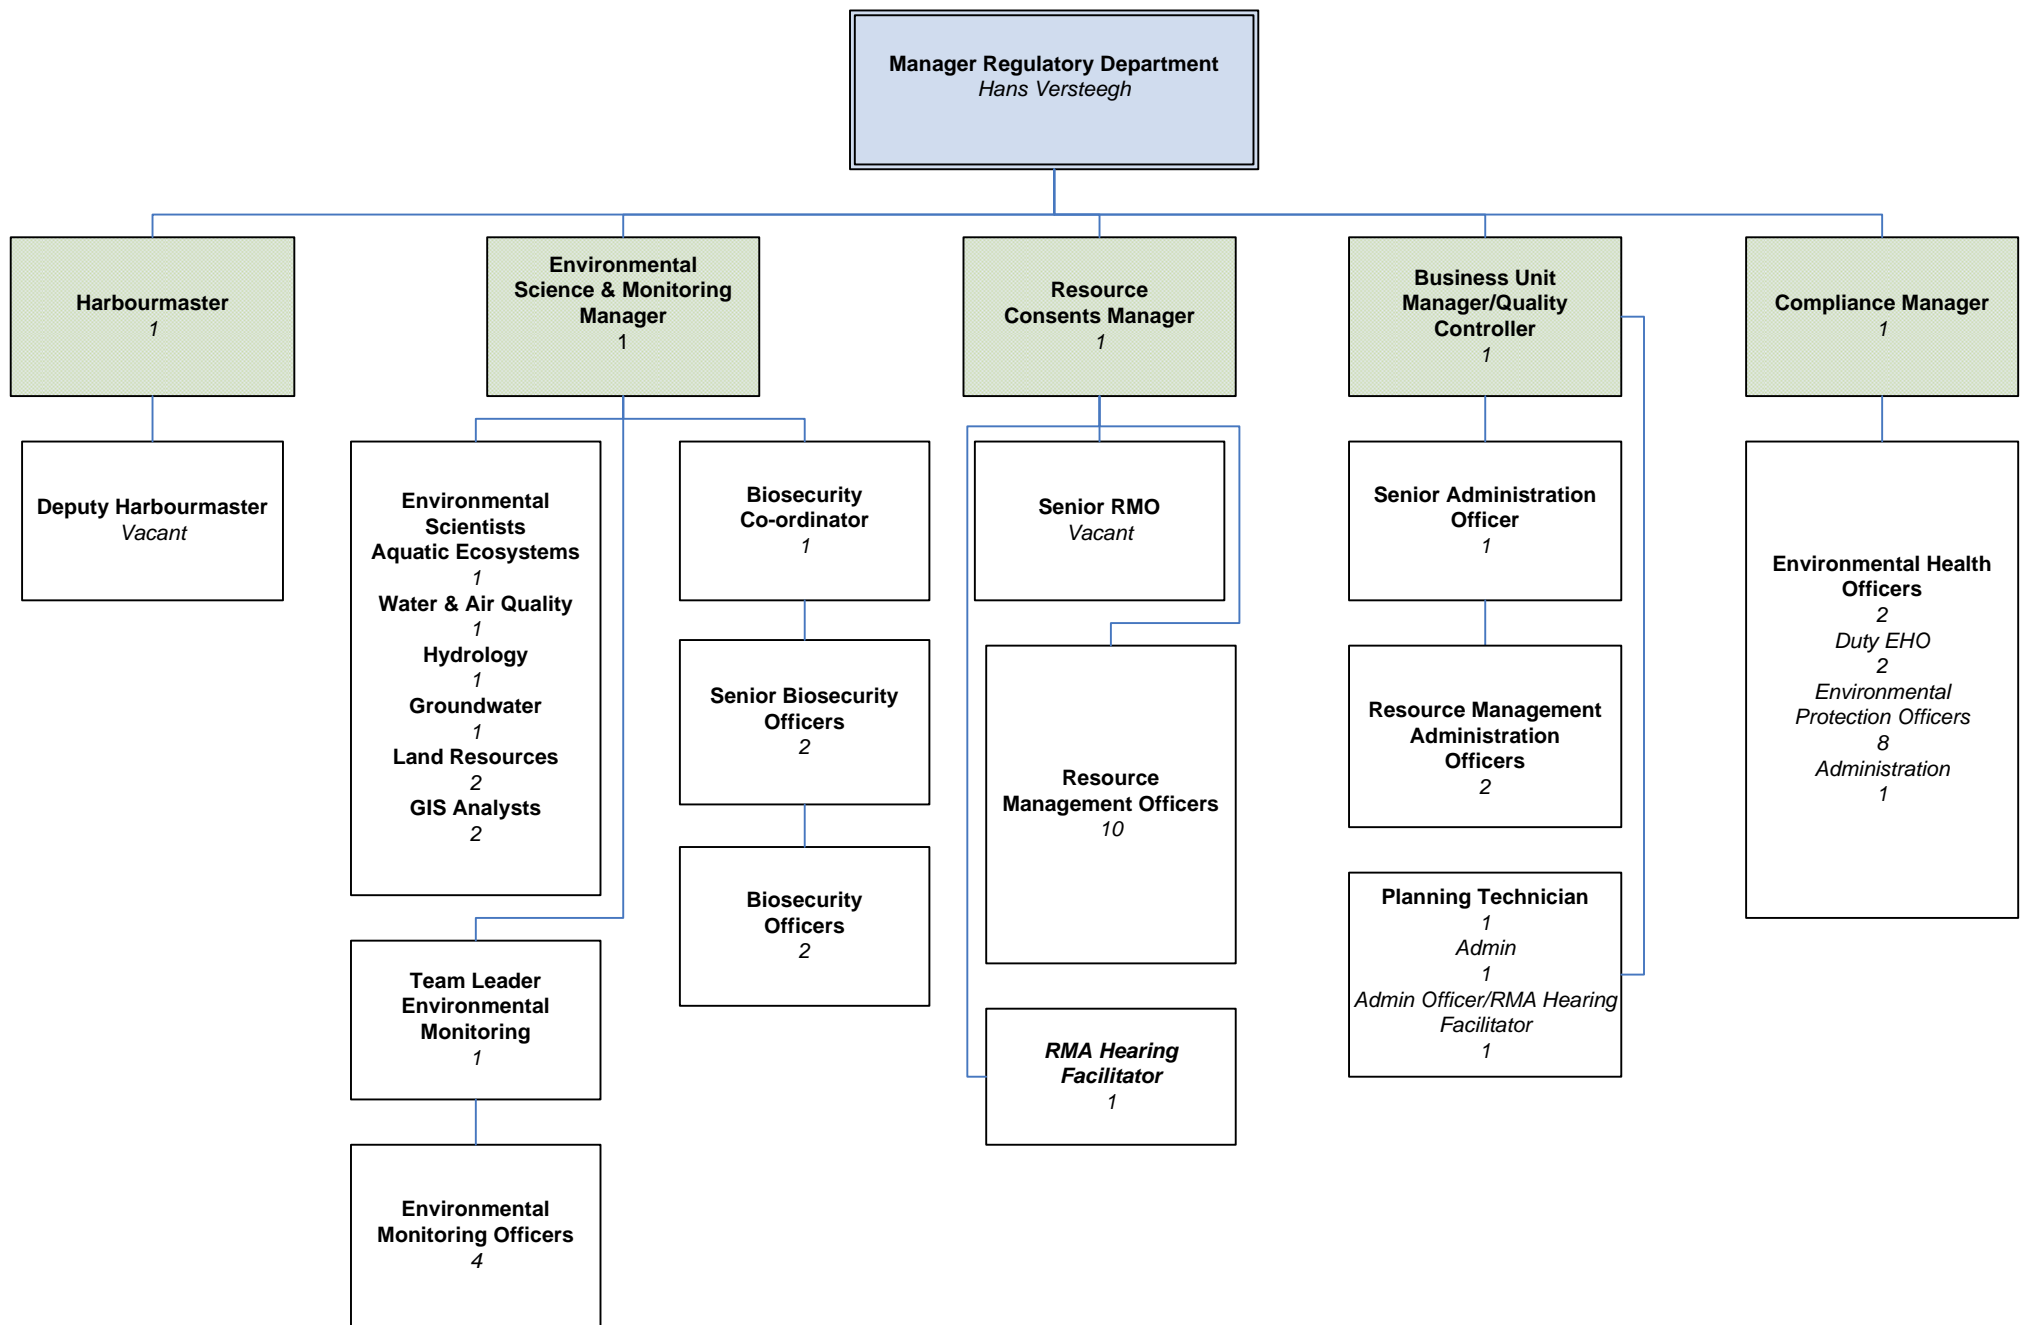 Manager Regulatory Department
Hans Versteegh
Harbourmaster
1
Environmental
Science & Monitoring
Manager
1
Resource
Consents Manager
1
Business Unit
Manager/Quality
Controller
1
Compliance Manager
1
Deputy Harbourmaster
Vacant
Environmental
Scientists
Aquatic Ecosystems
1
Water & Air Quality
1
Hydrology
1
Groundwater
1
Land Resources
2
GIS Analysts
2
Biosecurity
Co-ordinator
1
Senior RMO
Vacant
Senior Administration
Officer
1
Environmental Health
Officers
2
Duty EHO
2
Environmental
Protection Officers
8
Administration
1
Senior Biosecurity
Officers
2
Resource
Management Officers
10
Resource Management
Administration
Officers
2
Biosecurity
Officers
2
Planning Technician
1
Admin
1
Admin Officer/RMA Hearing
Facilitator
1
Team Leader
Environmental
Monitoring
1
RMA Hearing
Facilitator
1
Environmental
Monitoring Officers
4